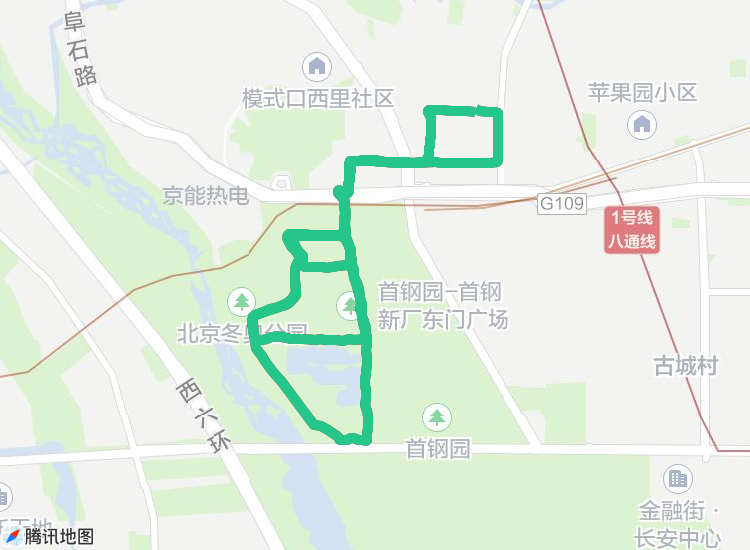 阜石路
模式口西里社区
苹果园小区
京能热电
G109
1号线
八通线
首钢园-首钢
新厂东门广场
北京冬奥公园
古城村
西六环
首钢园
金融街·
长安中心
腾讯地图